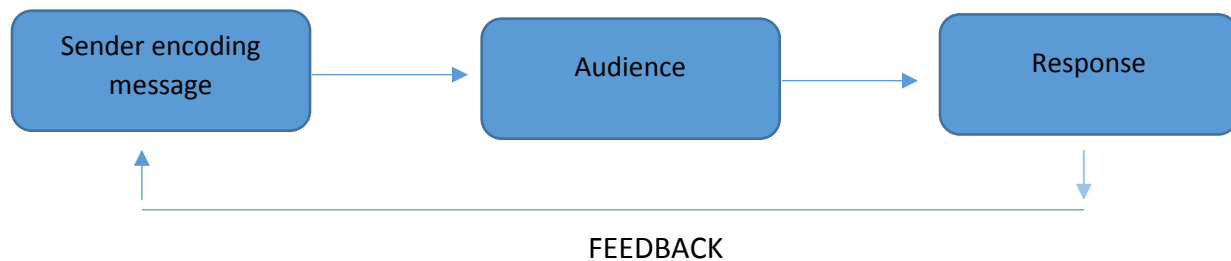 Sender encoding
message
Audience
Response
FEEDBACK